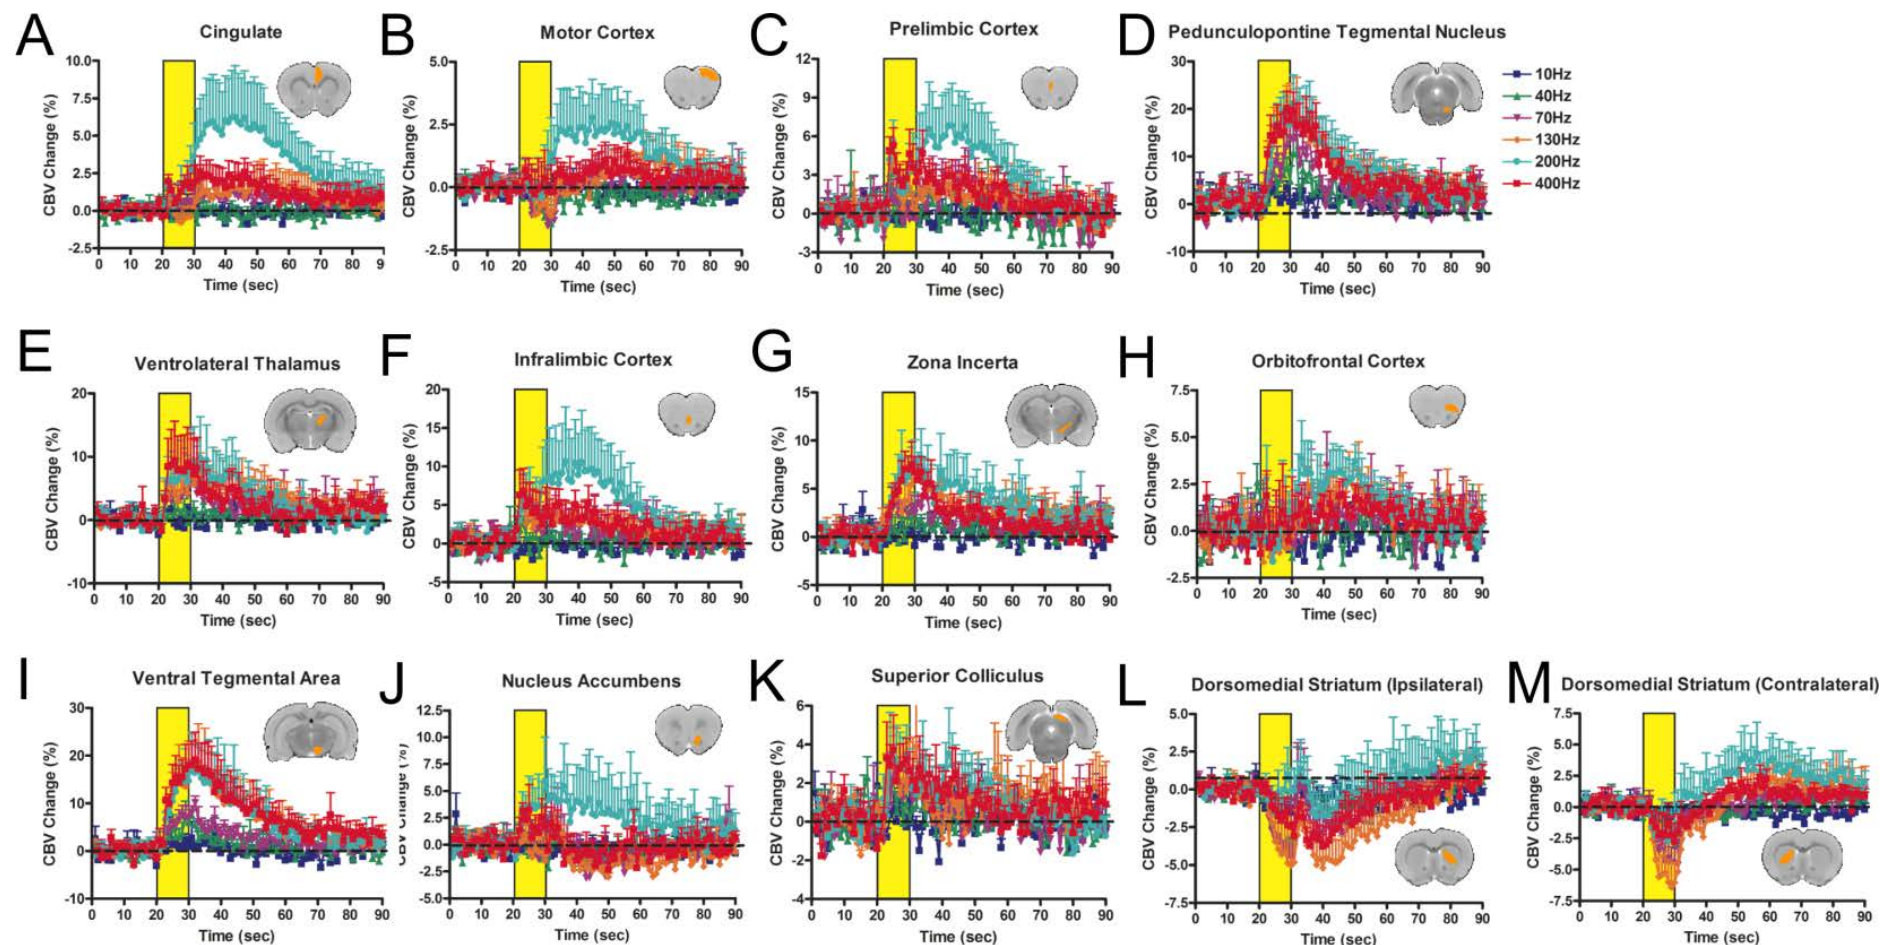 A
Cingulate
CBV Change (%)
10.0
7.5
5.0
2.5
0.0
-2.5
0 10 20 30 40 50 60 70 80 9
Time (sec)
B
Motor Cortex
CBV Change (%)
5.0
2.5
0.0
-2.5
0 10 20 30 40 50 60 70 80 90
Time (sec)
C
Prelimbic Cortex
CBV Change (%)
12
9
6
3
0
-3
0 10 20 30 40 50 60 70 80 90
Time (sec)
D
Pedunculopontine Tegmental Nucleus
CBV Change (%)
30
20
10
0
-10
0 10 20 30 40 50 60 70 80 90
Time (sec)
10Hz
40Hz
70Hz
130Hz
200Hz
400Hz
E
Ventrolateral Thalamus
CBV Change (%)
20
10
0
-10
0 10 20 30 40 50 60 70 80 90
Time (sec)
F
Infralimbic Cortex
CBV Change (%)
20
15
10
5
0
-5
0 10 20 30 40 50 60 70 80 90
Time (sec)
G
Zona Incerta
CBV Change (%)
15
10
5
0
-5
0 10 20 30 40 50 60 70 80 90
Time (sec)
H
Orbitofrontal Cortex
CBV Change (%)
7.5
5.0
2.5
0.0
-2.5
0 10 20 30 40 50 60 70 80 90
Time (sec)
I
Ventral Tegmental Area
CBV Change (%)
30
20
10
0
-10
0 10 20 30 40 50 60 70 80 90
Time (sec)
J
Nucleus Accumbens
CBV Change
12.5
10.0
7.5
5.0
2.5
0.0
-2.5
-5.0
0 10 20 30 40 50 60 70 80 90
Time (sec)
K
Superior Colliculus
CBV Change (%)
6
4
2
0
-2
-4
0 10 20 30 40 50 60 70 80 90
Time (sec)
L
Dorsomedial Striatum (Ipsilateral)
CBV Change (%)
5.0
2.5
0.0
-2.5
-5.0
-7.5
0 10 20 30 40 50 60 70 80 90
Time (sec)
M
Dorsomedial Striatum (Contralateral)
CBV Change (%)
7.5
5.0
2.5
0.0
-2.5
-5.0
-7.5
0 10 20 30 40 50 60 70 80 90
Time (sec)